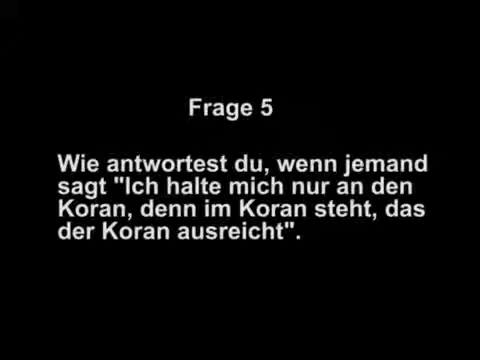 Frage 5
Wie antwortest du, wenn jemand
sagt "Ich halte mich nur an den
Koran, denn im Koran steht, das
der Koran ausreicht".